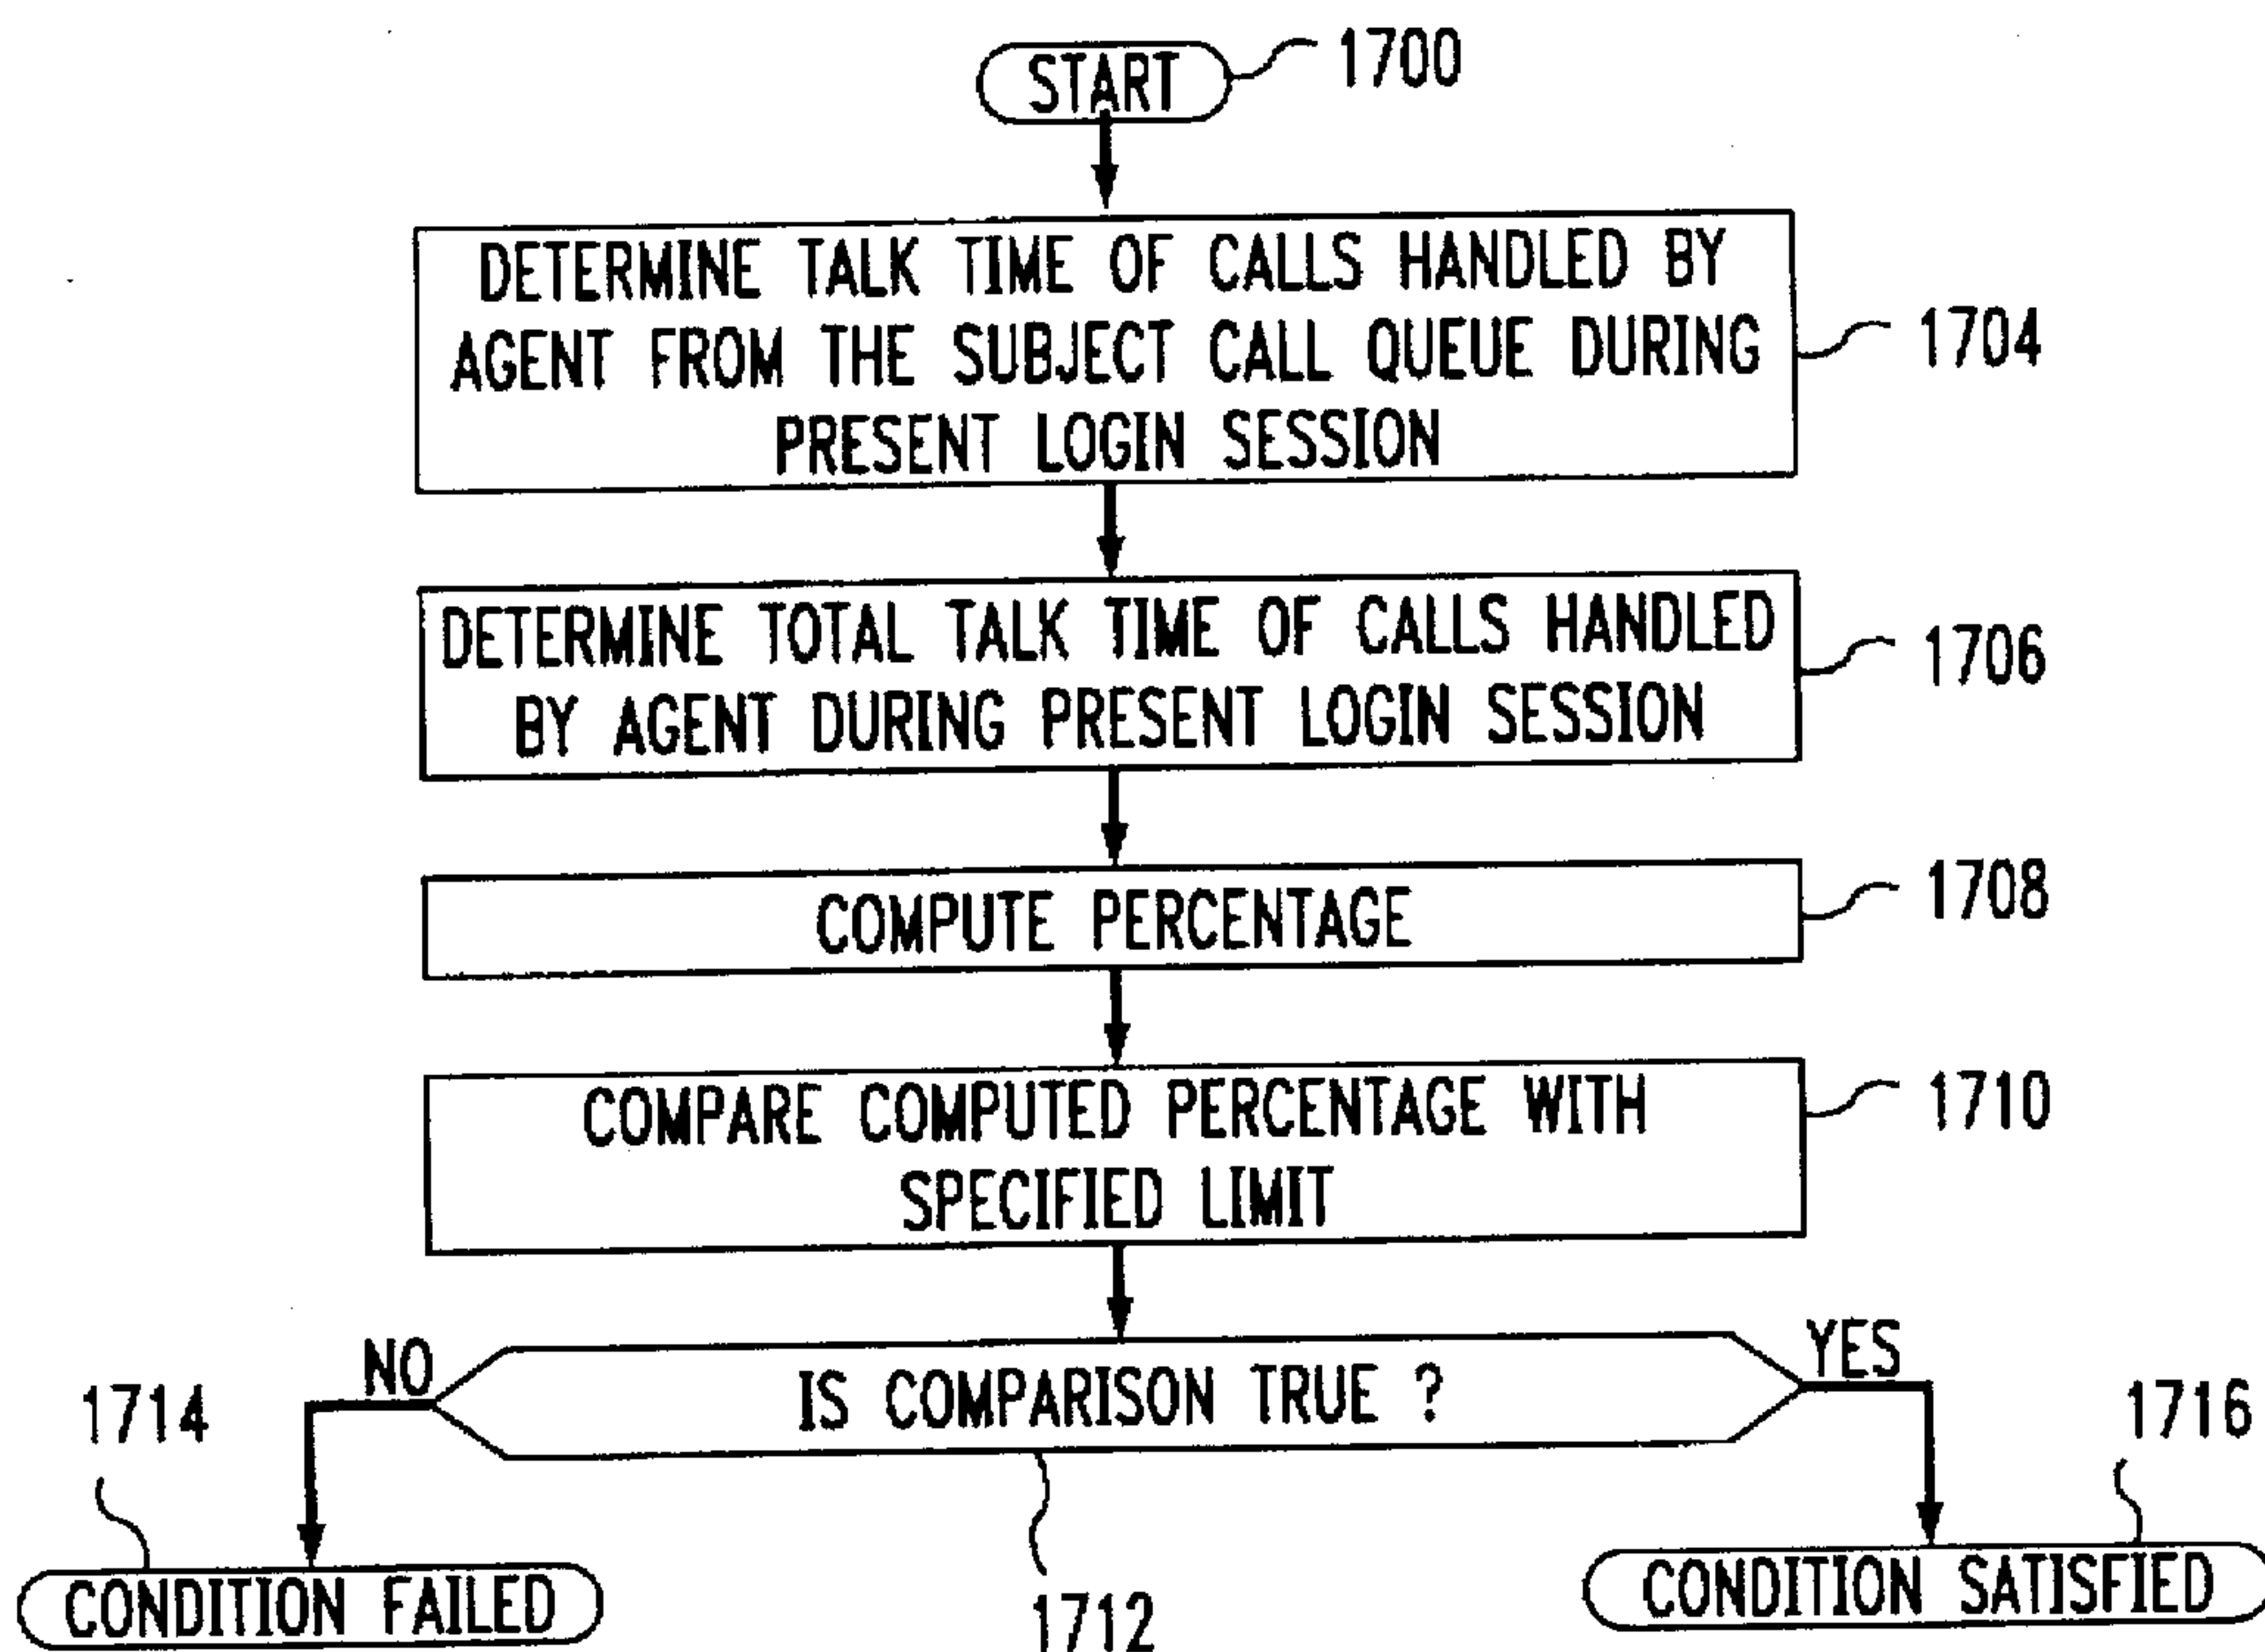 START
1700
DETERMINE TALK TIME OF CALLS HANDLED BY
AGENT FROM THE SUBJECT CALL QUEUE DURING
PRESENT LOGIN SESSION
1704
DETERMINE TOTAL TALK TIME OF CALLS HANDLED
BY AGENT DURING PRESENT LOGIN SESSION
1706
COMPUTE PERCENTAGE
1708
COMPARE COMPUTED PERCENTAGE WITH
SPECIFIED LIMIT
1710
NO
IS COMPARISON TRUE ?
YES
1714
1716
CONDITION FAILED
1712
CONDITION SATISFIED